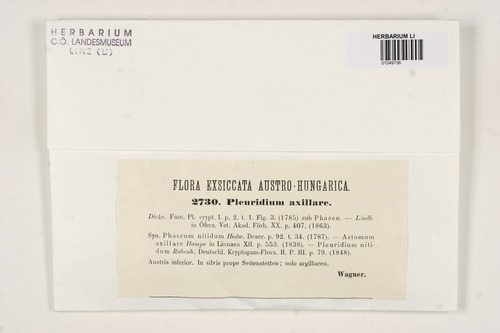 HERBARIUM
O.Ö. LANDESMUSEUM
LINZ (LI)
HERBARIUM LI
01049756
FLORA EXSICCATA AUSTRO-HUNGARICA.
2730. Pleuridium axillare.
Dicks. Fasc. Pl. crypt. I. p. 2. t. 1. Fig. 3. (1785) sub Phasco. — Lindb.
in Öfers. Vet. Akad. Förh. XX. p. 407. (1863).
Syn. Phascum nitidum Hedw. Descr. p. 92. t. 34. (1787). — Astomum
axillare Hampe in Linnaea XII. p. 553. (1838). — Pleuridium niti-
dum Rabenh. Deutschl. Kryptogam-Flora. II. P. III. p. 79. (1848).
Austria inferior. In silvis prope Seitenstetten; solo argillaceo.
Wagner.